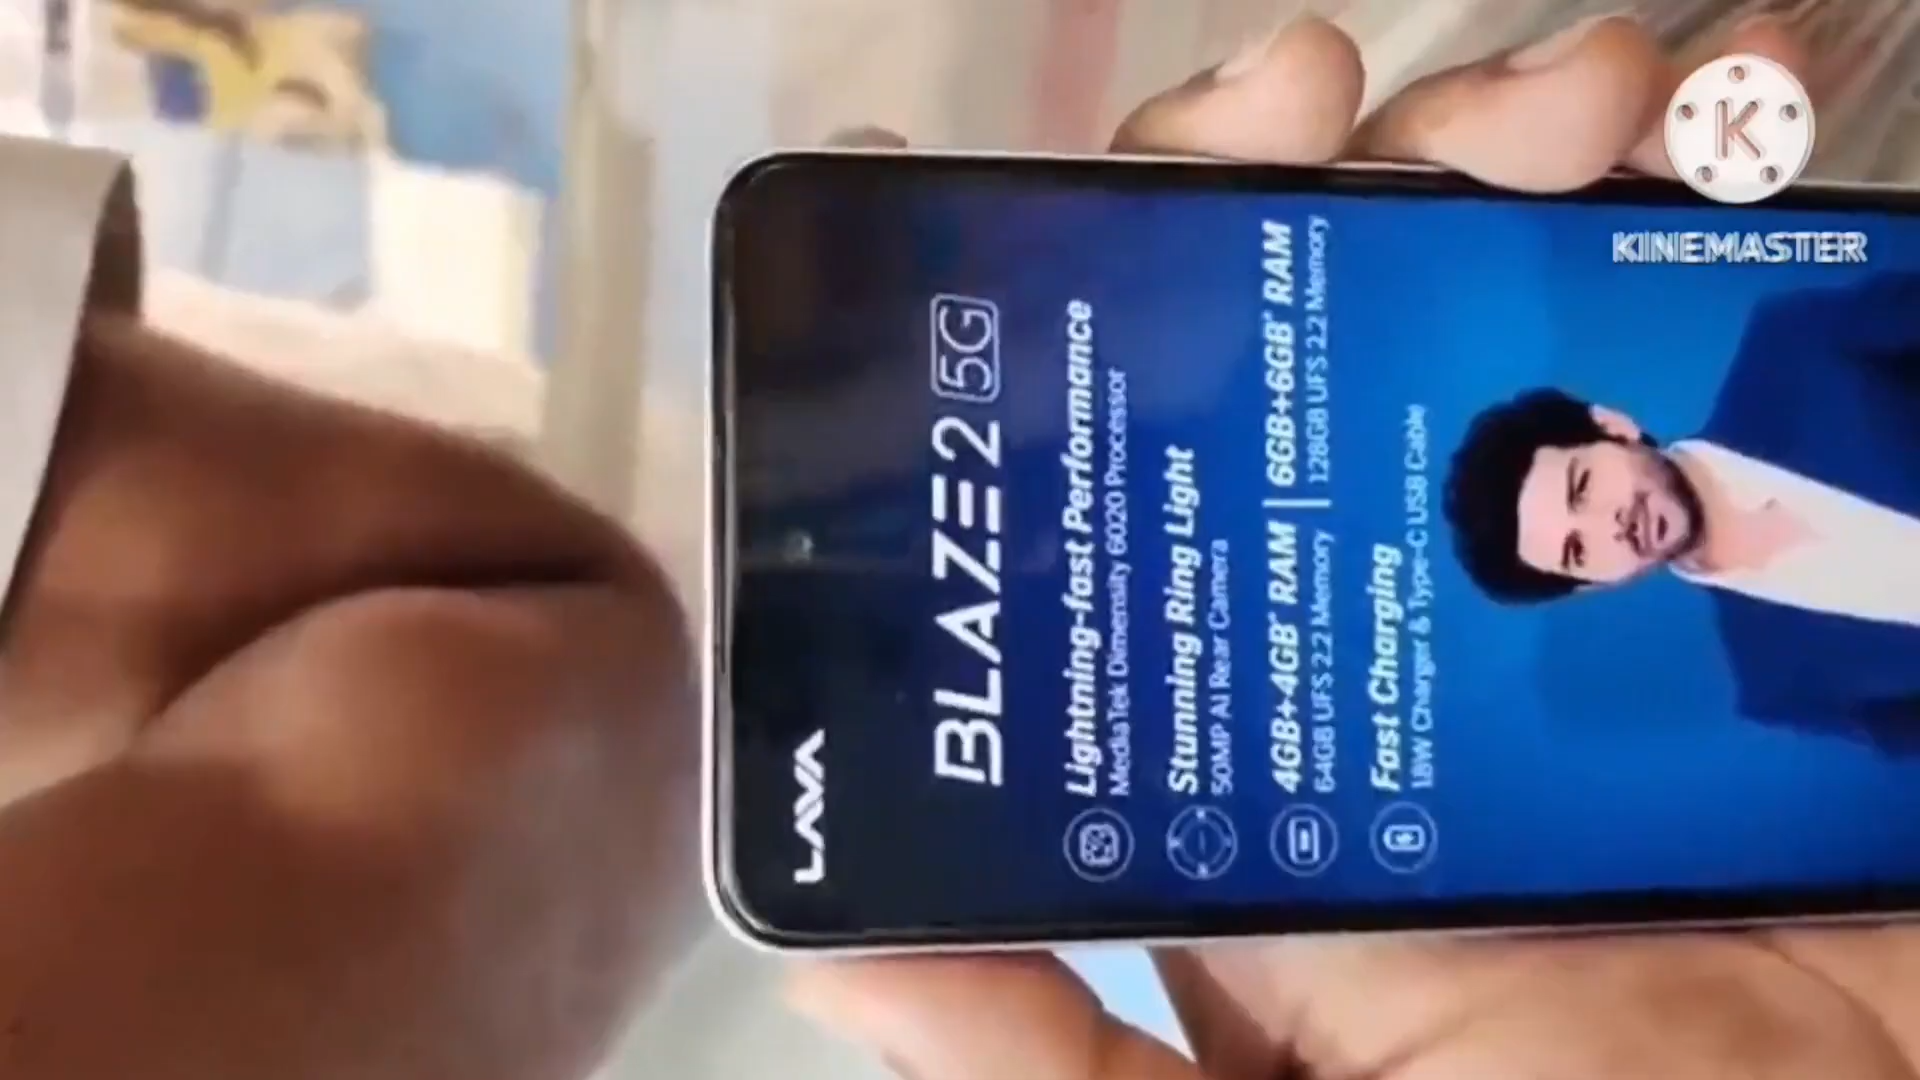 LAVA
BLAZE 2 5G
Lightning-fast Performance
MediaTek Dimensity 6020 Processor
Stunning Ring Light
50MP AI Rear Camera
4GB+4GB* RAM | 6GB+6GB* RAM
64GB UFS 2.2 Memory | 128GB UFS 2.2 Memory
Fast Charging
18W Charger & Type-C USB Cable
K
KINEMASTER